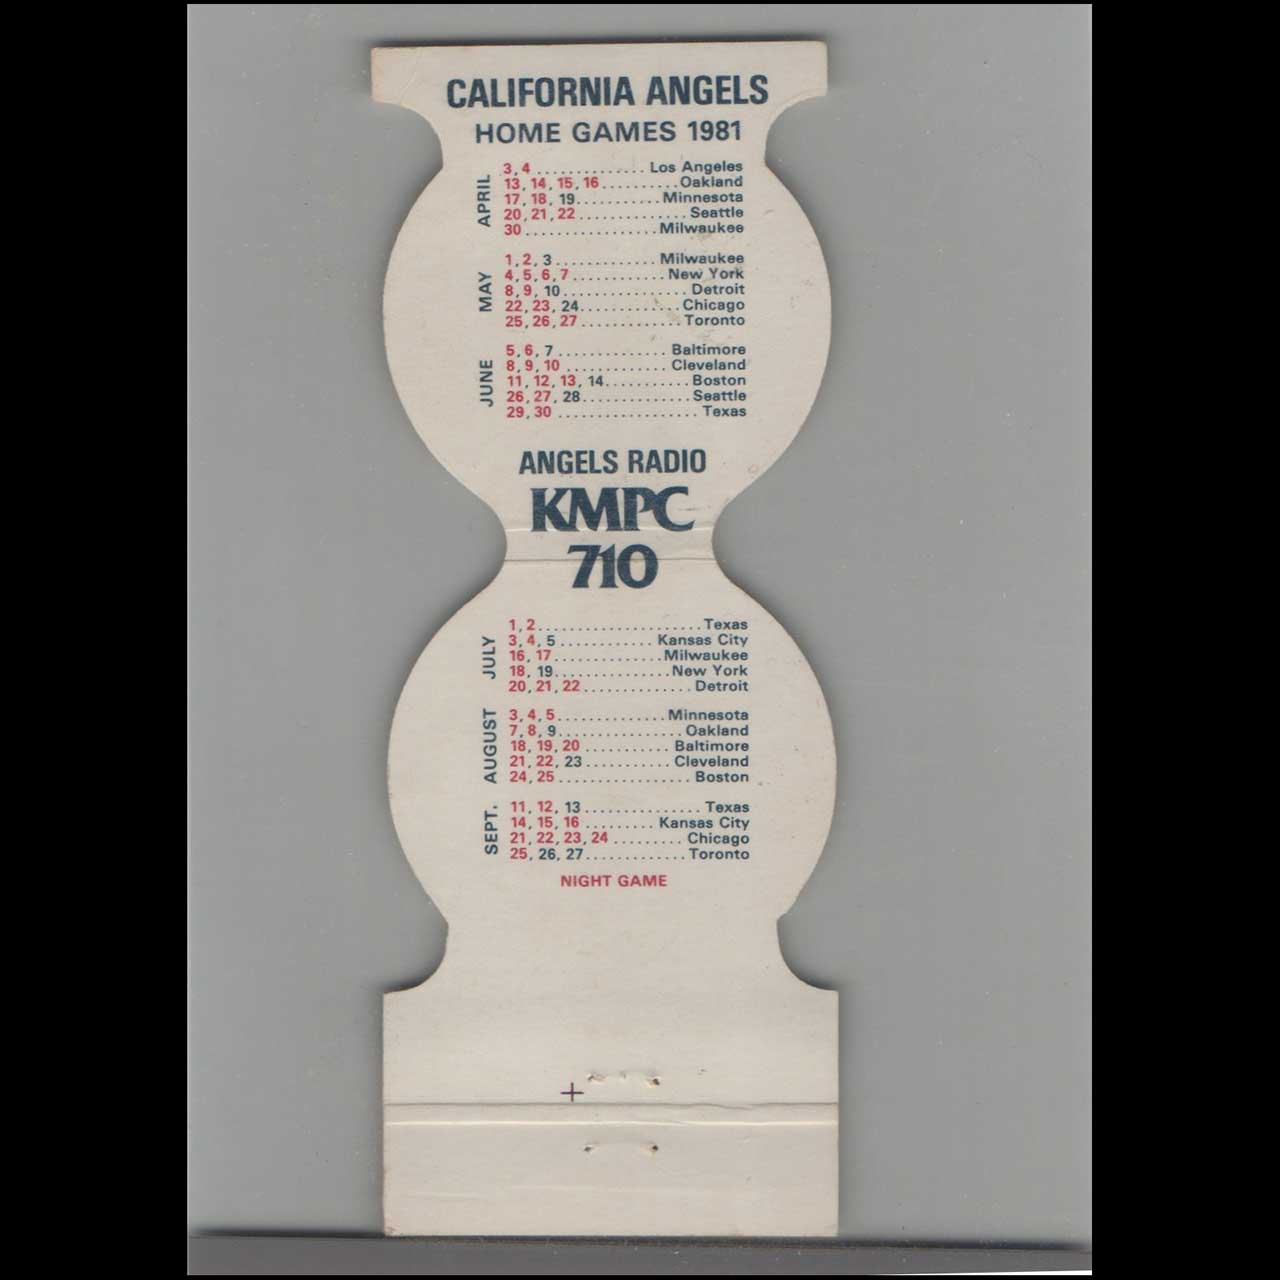 CALIFORNIA ANGELS
HOME GAMES 1981
APRIL
3, 4 .............. Los Angeles
13, 14, 15, 16 .......... Oakland
17, 18, 19 ........... Minnesota
20, 21, 22 .............. Seattle
30 ................. Milwaukee
MAY
1, 2, 3 ............. Milwaukee
4, 5, 6, 7 ............ New York
8, 9, 10 ................ Detroit
22, 23, 24 ............. Chicago
25, 26, 27 ............. Toronto
JUNE
5, 6, 7 .............. Baltimore
8, 9, 10 ............. Cleveland
11, 12, 13, 14 ........... Boston
26, 27, 28 .............. Seattle
29, 30 .................. Texas
ANGELS RADIO
KMPC
710
JULY
1, 2 ..................... Texas
3, 4, 5 ............ Kansas City
16, 17 .............. Milwaukee
18, 19 ............... New York
20, 21, 22 .............. Detroit
AUGUST
3, 4, 5 .............. Minnesota
7, 8, 9 ................ Oakland
18, 19, 20 ........... Baltimore
21, 22, 23 ............ Cleveland
24, 25 ................. Boston
SEPT.
11, 12, 13 ............... Texas
14, 15, 16 ......... Kansas City
21, 22, 23, 24 ......... Chicago
25, 26, 27 ............. Toronto
NIGHT GAME